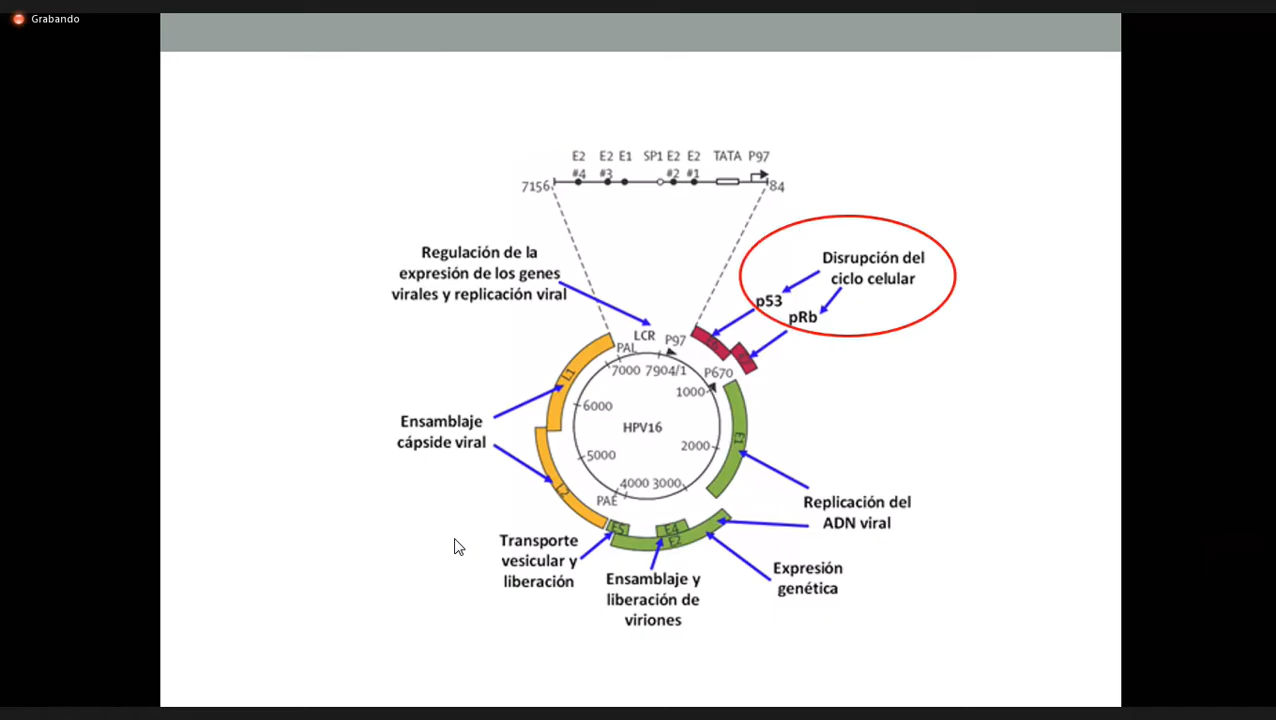 Grabando
E2 E2 E1 SP1 E2 E2 TATA P97
#4 #3 #2 #1
7156 84
Regulación de la
expresión de los genes
virales y replicación viral
Disrupción del
ciclo celular
p53
pRb
LCR
P97
PAL
7000 7904/1
P670
1000
L1
6000
HPV16
E1
2000
5000
Ensamblaje
cápside viral
L2
4000 3000
PAE
E5
E4
E2
Replicación del
ADN viral
Transporte
vesicular y
liberación
Ensamblaje y
liberación de
viriones
Expresión
genética